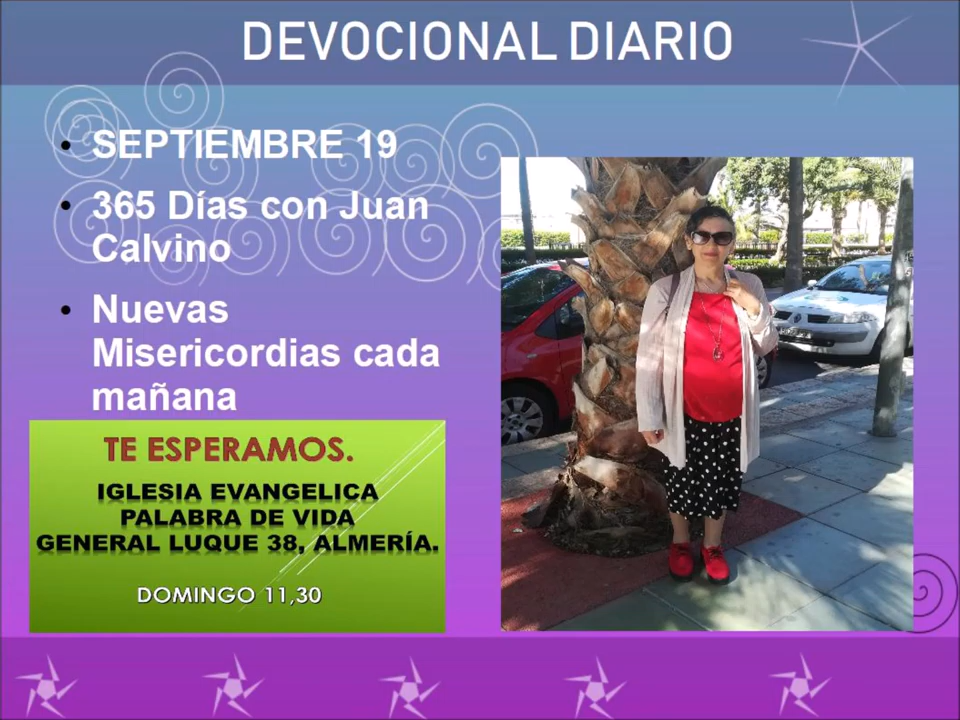 DEVOCIONAL DIARIO
• SEPTIEMBRE 19
• 365 Días con Juan
Calvino
• Nuevas
Misericordias cada
mañana
TE ESPERAMOS.
IGLESIA EVANGELICA
PALABRA DE VIDA
GENERAL LUQUE 38, ALMERÍA.
DOMINGO 11,30